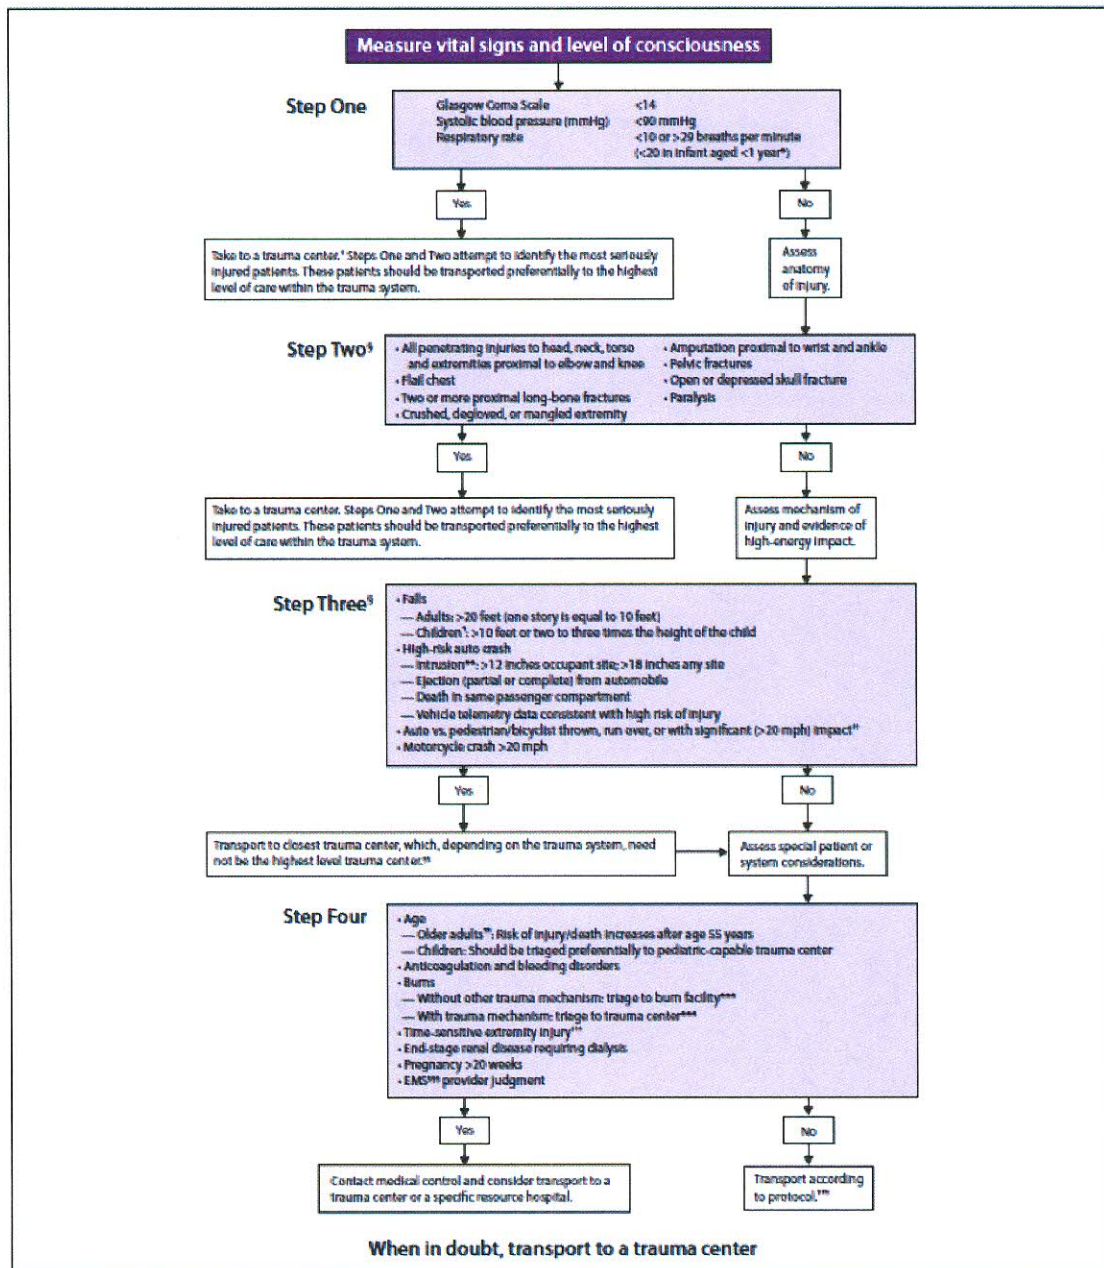 Measure vital signs and level of consciousness
Step One
Glasgow Coma Scale <14
Systolic blood pressure (mmHg) <90 mmHg
Respiratory rate <10 or >29 breaths per minute
(<20 in infant aged <1 year*)
Yes
No
Take to a trauma center.† Steps One and Two attempt to identify the most seriously
injured patients. These patients should be transported preferentially to the highest
level of care within the trauma system.
Assess
anatomy
of injury.
Step Two§
• All penetrating injuries to head, neck, torso
and extremities proximal to elbow and knee
• Flail chest
• Two or more proximal long-bone fractures
• Crushed, degloved, or mangled extremity
• Amputation proximal to wrist and ankle
• Pelvic fractures
• Open or depressed skull fracture
• Paralysis
Yes
No
Take to a trauma center. Steps One and Two attempt to identify the most seriously
injured patients. These patients should be transported preferentially to the highest
level of care within the trauma system.
Assess mechanism of
injury and evidence of
high-energy impact.
Step Three§
• Falls
— Adults: >20 feet (one story is equal to 10 feet)
— Children¶: >10 feet or two to three times the height of the child
• High-risk auto crash
— Intrusion**: >12 inches occupant site; >18 inches any site
— Ejection (partial or complete) from automobile
— Death in same passenger compartment
— Vehicle telemetry data consistent with high risk of injury
• Auto vs. pedestrian/bicyclist thrown, run over, or with significant (>20 mph) impact††
• Motorcycle crash >20 mph
Yes
No
Transport to closest trauma center, which, depending on the trauma system, need
not be the highest level trauma center.§§
Assess special patient or
system considerations.
Step Four
• Age
— Older adults¶¶: Risk of injury/death increases after age 55 years
— Children: Should be triaged preferentially to pediatric-capable trauma center
• Anticoagulation and bleeding disorders
• Burns
— Without other trauma mechanism: triage to burn facility***
— With trauma mechanism: triage to trauma center***
• Time-sensitive extremity injury†††
• End-stage renal disease requiring dialysis
• Pregnancy >20 weeks
• EMS§§§ provider judgment
Yes
No
Contact medical control and consider transport to a
trauma center or a specific resource hospital.
Transport according
to protocol.¶¶¶
When in doubt, transport to a trauma center